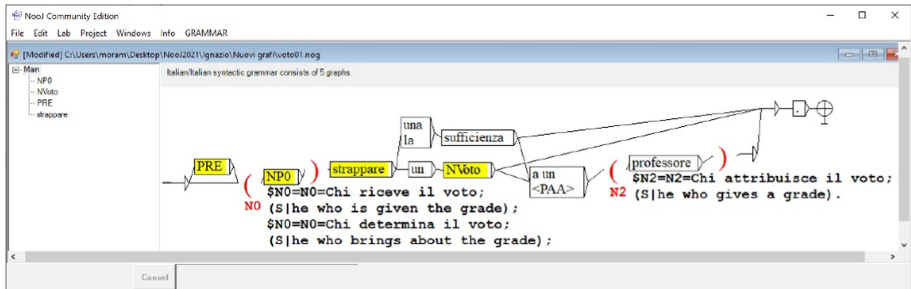 NooJ Community Edition
File Edit Lab Project Windows Info GRAMMAR
[Modified] C:\Users\moram\Desktop\NooJ2021\Ignazio\Nuovi grafi\voto01.nog
Main
NP0
NVoto
PRE
strappare
Italian/Italian syntactic grammar consists of 5 graphs.
una
la
sufficienza
PRE
NP0
strappare
un
NVoto
a un
<PAA>
professore
$N0=N0=Chi riceve il voto;
N0 (S|he who is given the grade);
$N0=N0=Chi determina il voto;
(S|he who brings about the grade);
$N2=N2=Chi attribuisce il voto;
N2 (S|he who gives a grade).
Cancel